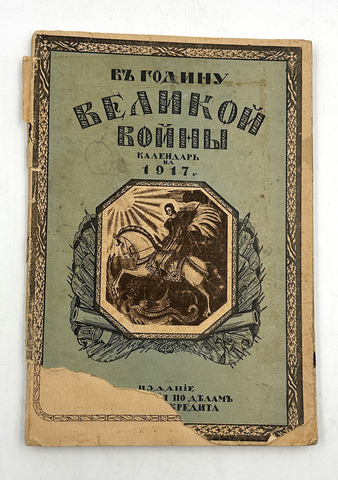 ВЪ ГОДИНУ
ВЕЛИКОЙ
ВОЙНЫ
КАЛЕНДАРЬ
НА
1917 г.
ИЗДАНІЕ
ПО ДѢЛАМЪ
КРЕДИТА